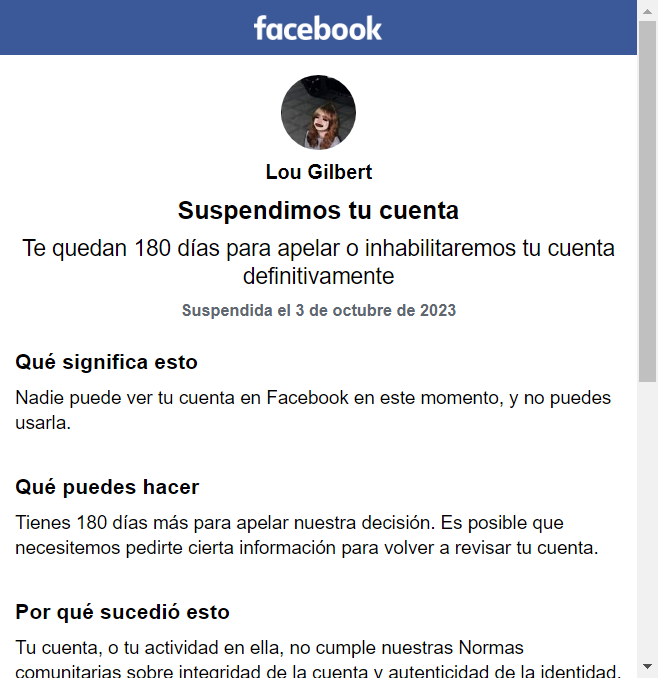 facebook
Lou Gilbert
Suspendimos tu cuenta
Te quedan 180 días para apelar o inhabilitaremos tu cuenta
definitivamente
Suspendida el 3 de octubre de 2023
Qué significa esto
Nadie puede ver tu cuenta en Facebook en este momento, y no puedes
usarla.
Qué puedes hacer
Tienes 180 días más para apelar nuestra decisión. Es posible que
necesitemos pedirte cierta información para volver a revisar tu cuenta.
Por qué sucedió esto
Tu cuenta, o tu actividad en ella, no cumple nuestras Normas
comunitarias sobre integridad de la cuenta y autenticidad de la identidad.